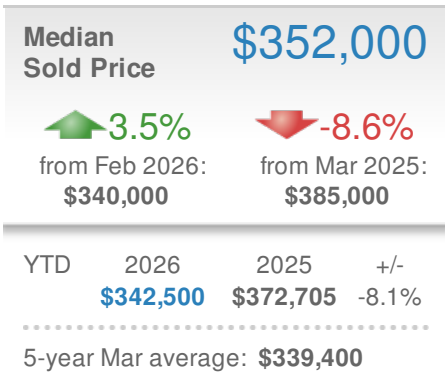 Median
Sold Price
$352,000
3.5%
-8.6%
from Feb 2026:
from Mar 2025:
$340,000
$385,000
YTD 2026 2025 +/-
$342,500 $372,705 -8.1%
5-year Mar average: $339,400